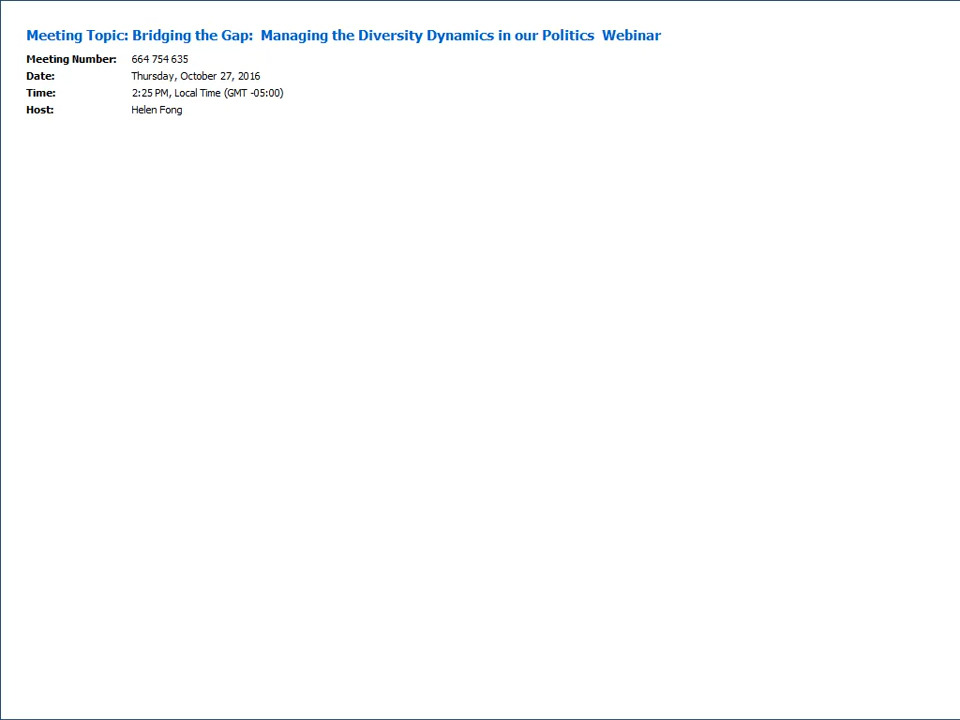 Meeting Topic: Bridging the Gap:  Managing the Diversity Dynamics in our Politics  Webinar
Meeting Number: 664 754 635
Date: Thursday, October 27, 2016
Time: 2:25 PM, Local Time (GMT -05:00)
Host: Helen Fong